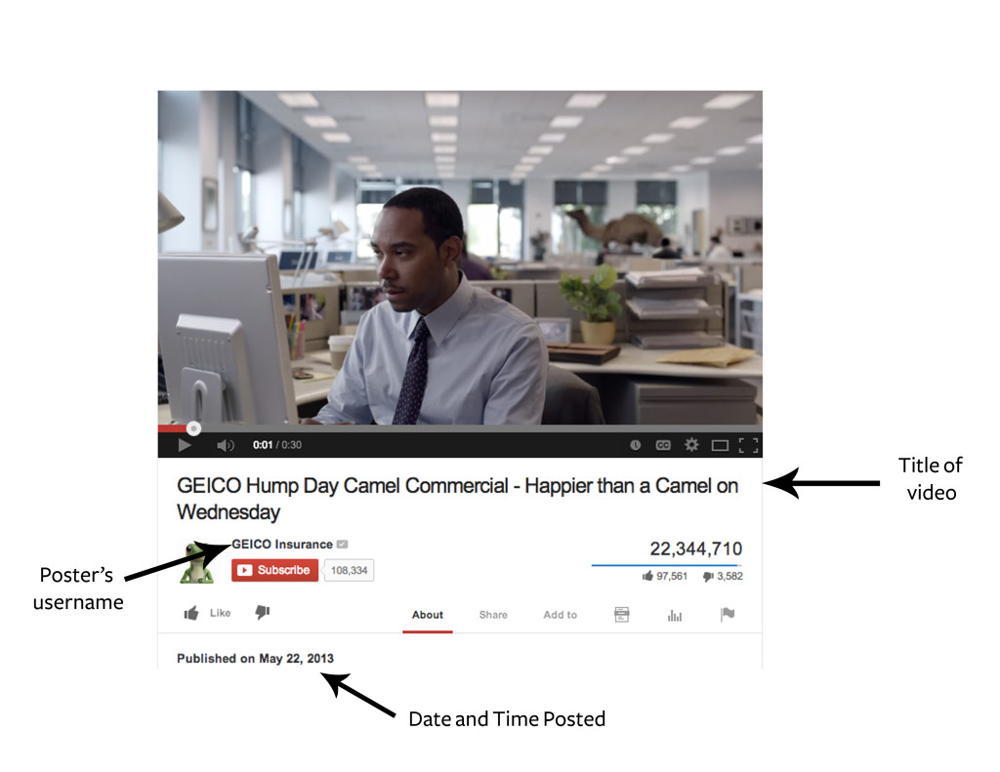 0:01 / 0:30
CC
GEICO Hump Day Camel Commercial - Happier than a Camel on
Wednesday
Title of
video
GEICO Insurance
22,344,710
Subscribe 108,334
97,561 3,582
Poster's
username
Like
About Share Add to
Published on May 22, 2013
Date and Time Posted